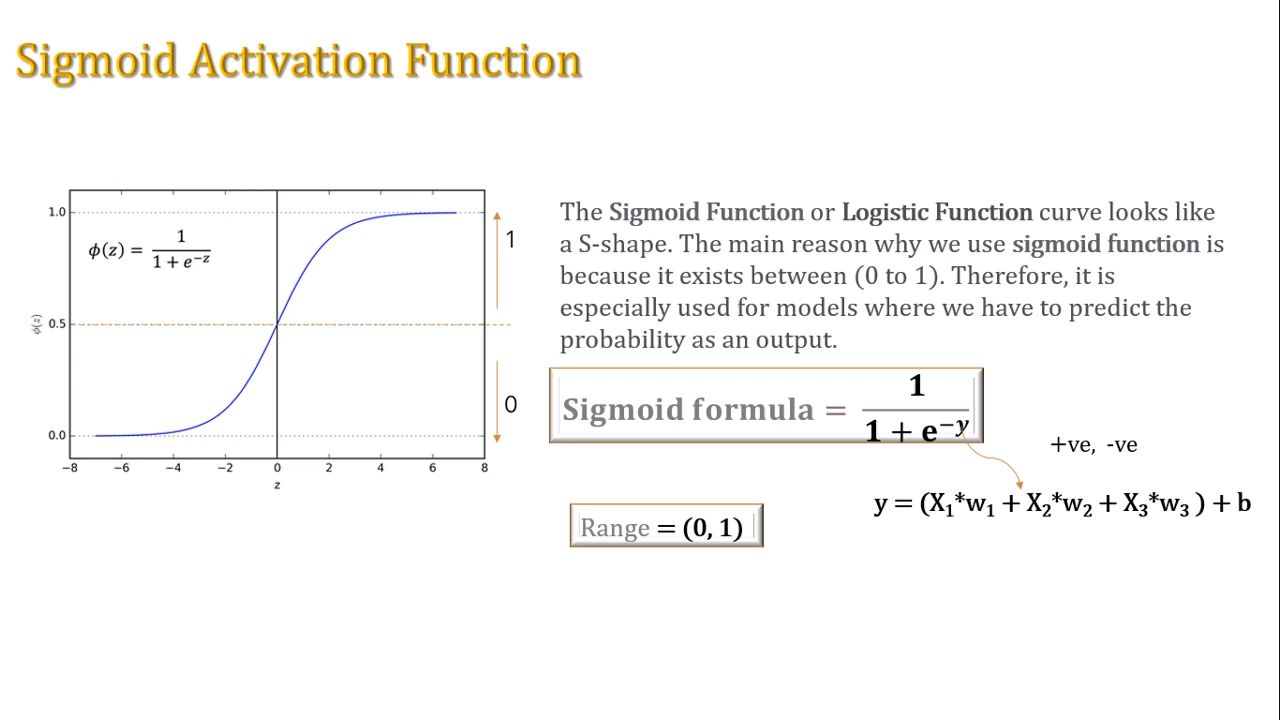 Sigmoid Activation Function
1.0
0.5
0.0
ϕ(z)
ϕ(z) = 1 / (1 + e⁻ᶻ)
−8 −6 −4 −2 0 2 4 6 8
z
1
0
The Sigmoid Function or Logistic Function curve looks like
a S-shape. The main reason why we use sigmoid function is
because it exists between (0 to 1). Therefore, it is
especially used for models where we have to predict the
probability as an output.
Sigmoid formula = 1 / (1 + e⁻ʸ)
+ve, -ve
y = (X₁*w₁ + X₂*w₂ + X₃*w₃ ) + b
Range = (0, 1)